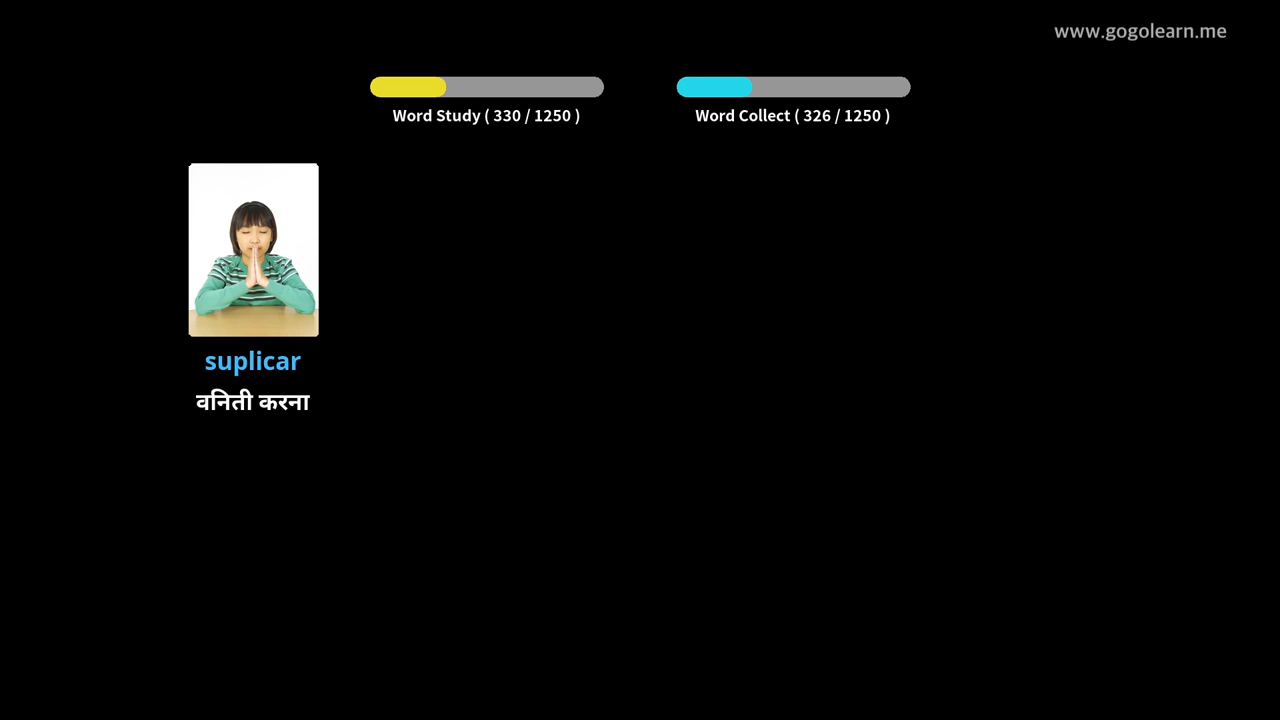 www.gogolearn.me
Word Study ( 330 / 1250 )
Word Collect ( 326 / 1250 )
suplicar
वनिती करना